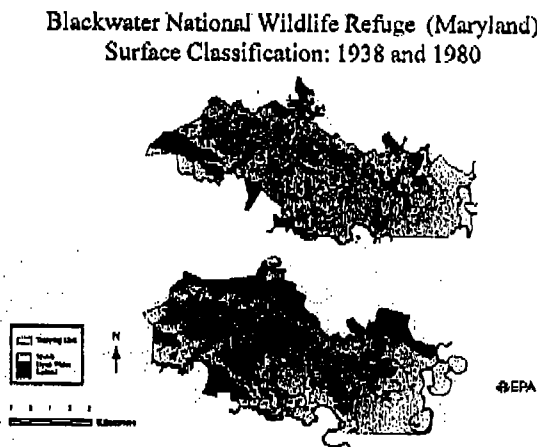 Blackwater National Wildlife Refuge (Maryland)
Surface Classification: 1938 and 1980
N
EPA